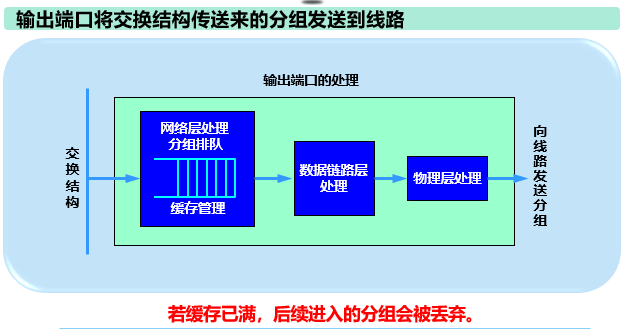 输出端口将交换结构传送来的分组发送到线路
输出端口的处理
交换结构
网络层处理
分组排队
缓存管理
数据链路层
处理
物理层处理
向线路发送分组
若缓存已满，后续进入的分组会被丢弃。